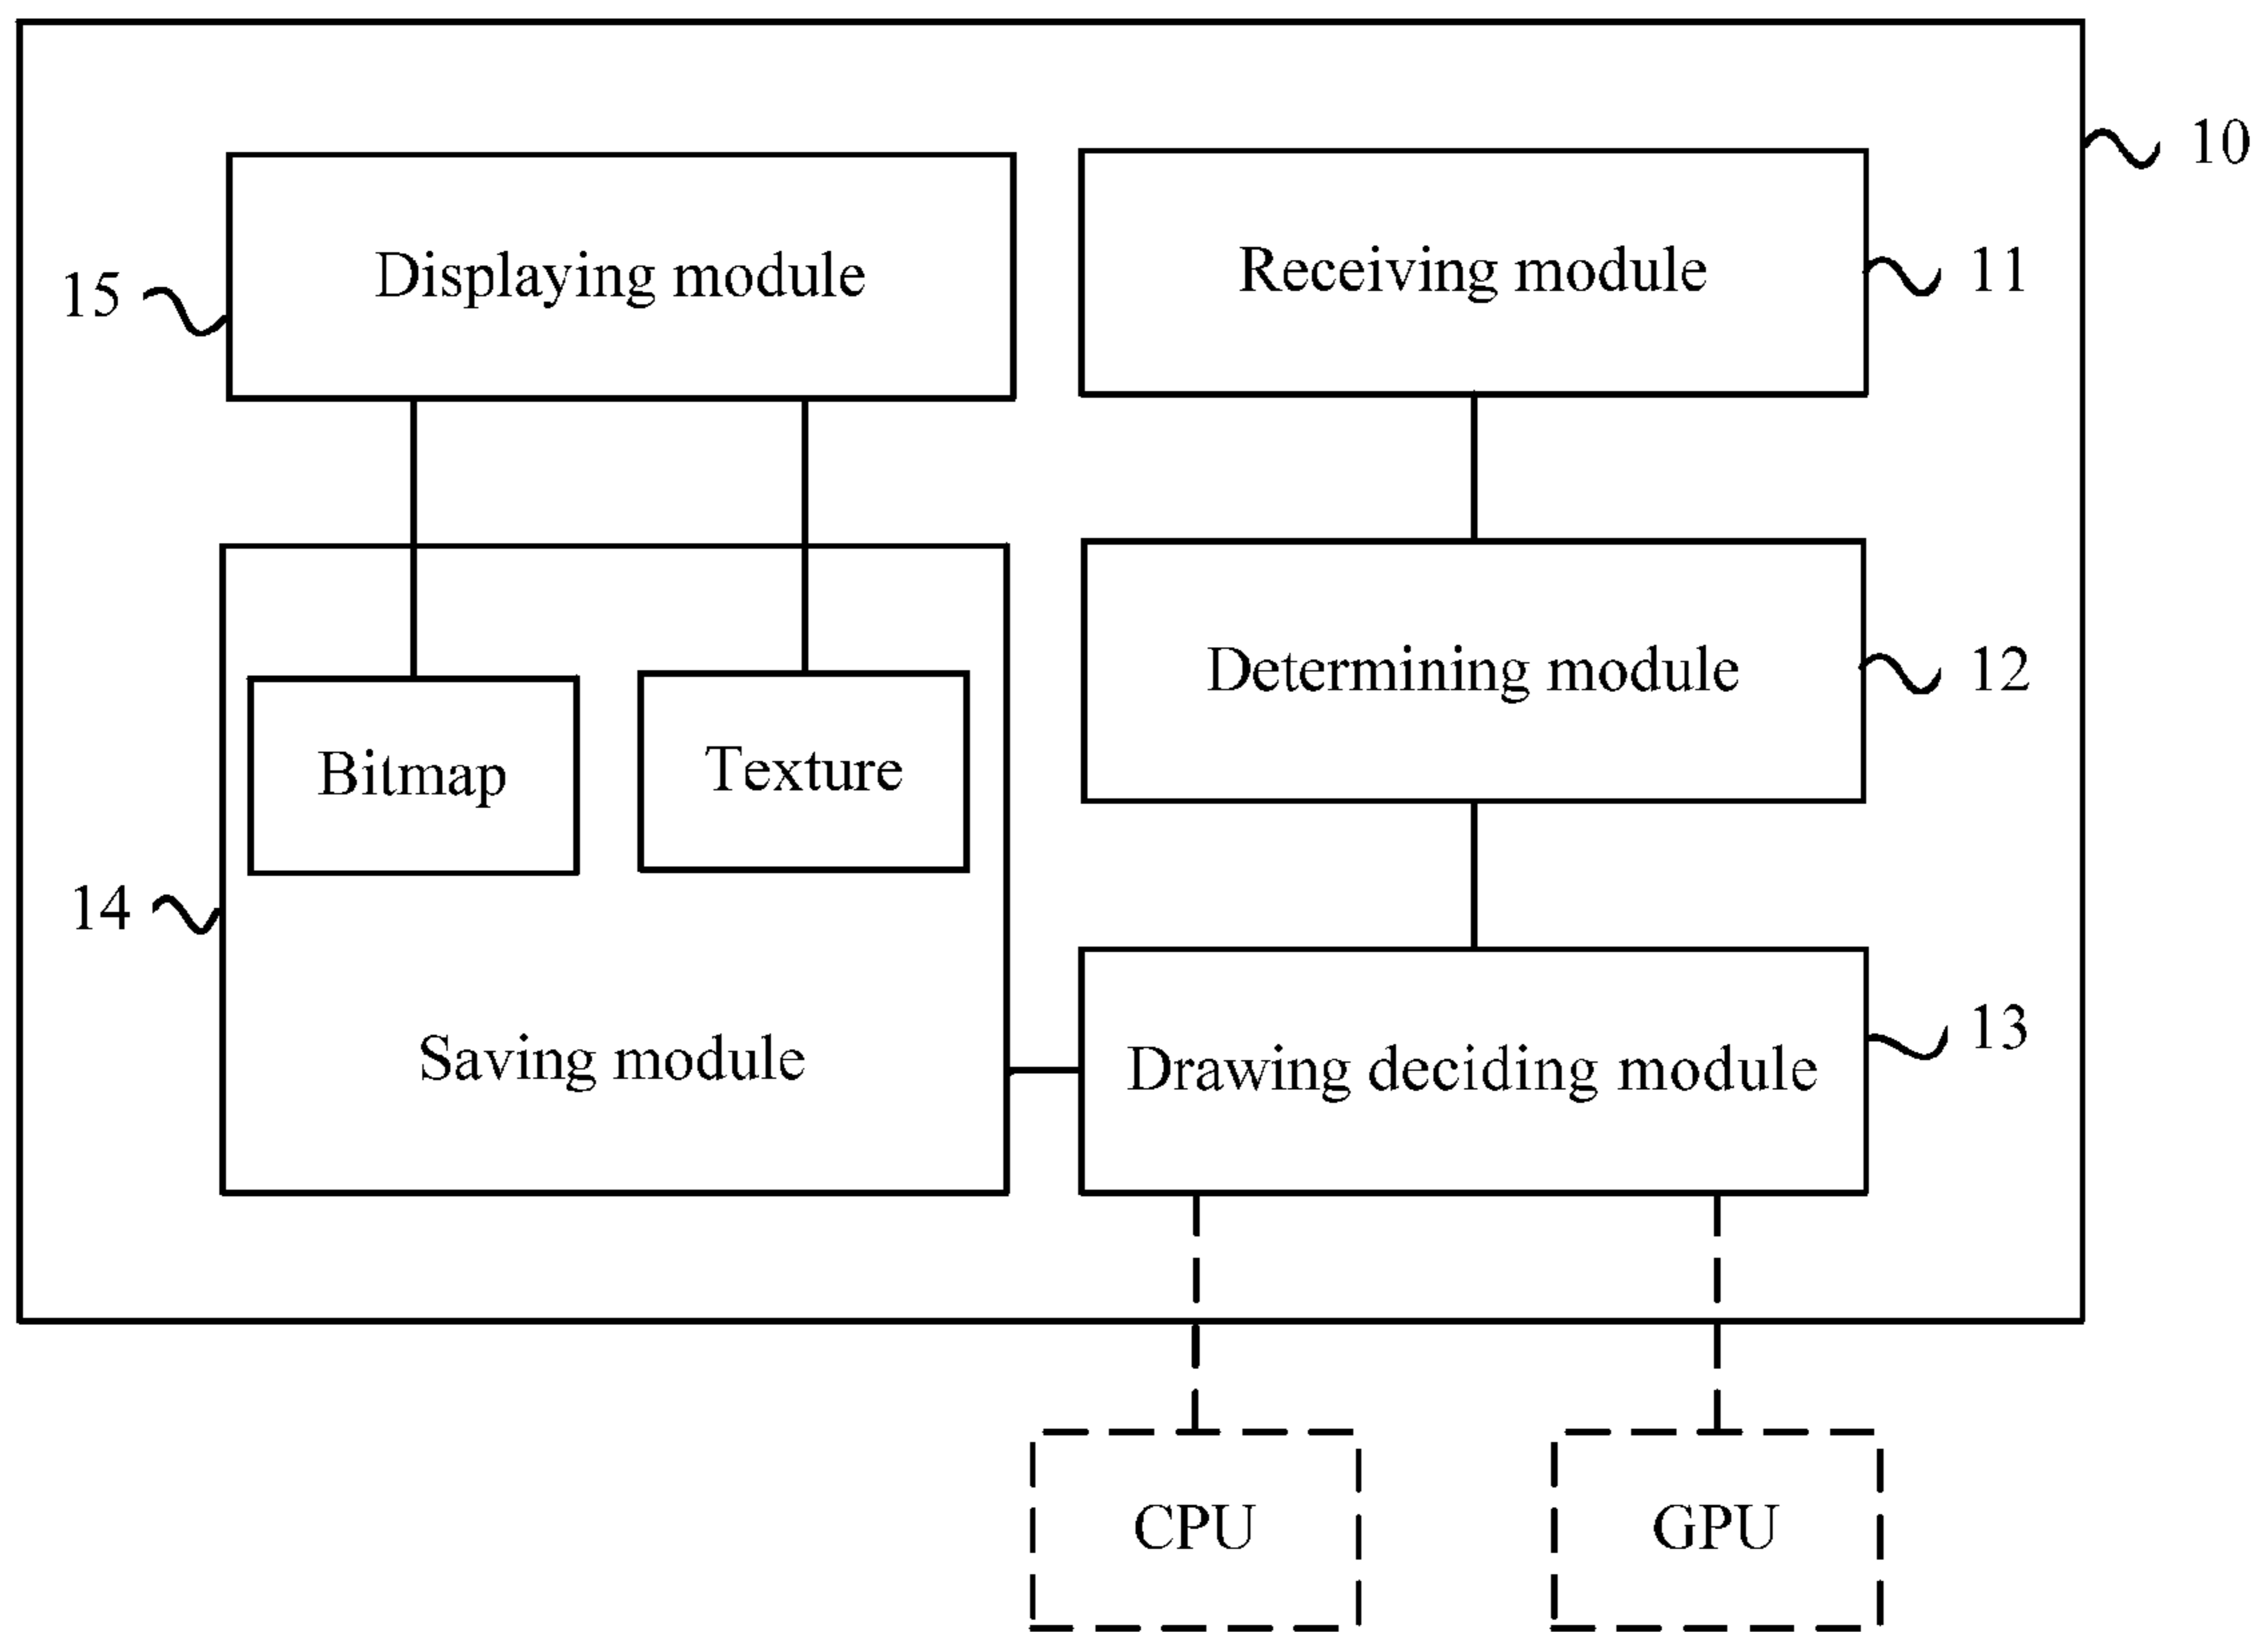 10
15
Displaying module
Receiving module
11
Determining module
12
Bitmap
Texture
14
Saving module
Drawing deciding module
13
CPU
GPU